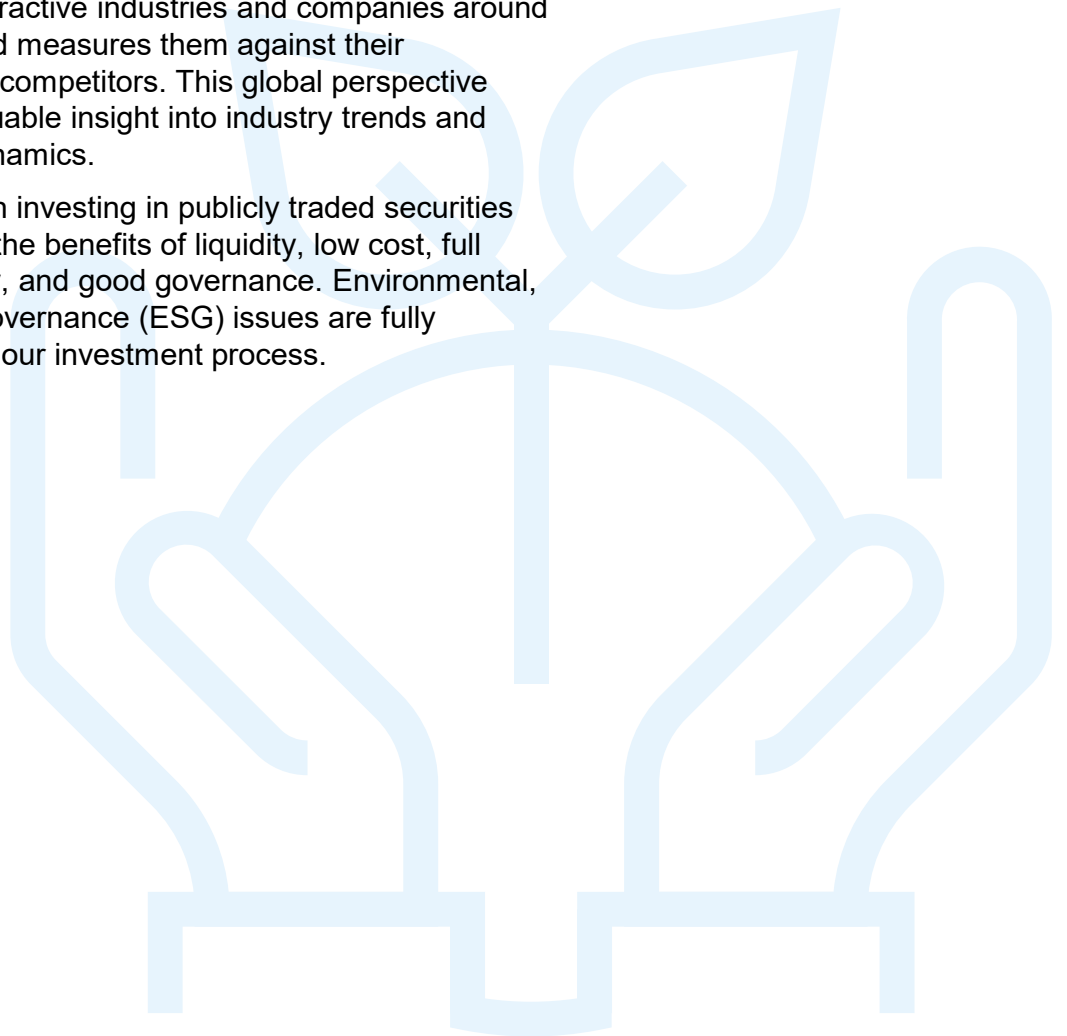 ractive industries and companies around
d measures them against their
competitors. This global perspective
uable insight into industry trends and
namics.
n investing in publicly traded securities
the benefits of liquidity, low cost, full
, and good governance. Environmental,
overnance (ESG) issues are fully
our investment process.